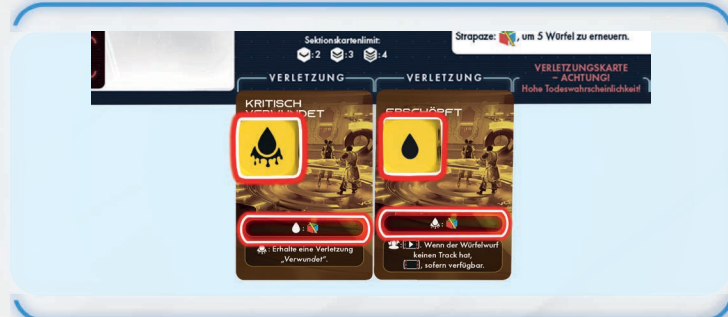 Sektionskartenlimit:
:2 :3 :4
Strapaze: , um 5 Würfel zu erneuern.
VERLETZUNG
VERLETZUNG
VERLETZUNGSKARTE
– ACHTUNG!
Hohe Todeswahrscheinlichkeit!
KRITISCH
VERWUNDET
:
: Erhalte eine Verletzung
„Verwundet“.
ERSCHÖPFT
:
: . Wenn der Würfelwurf
keinen Track hat,
, sofern verfügbar.